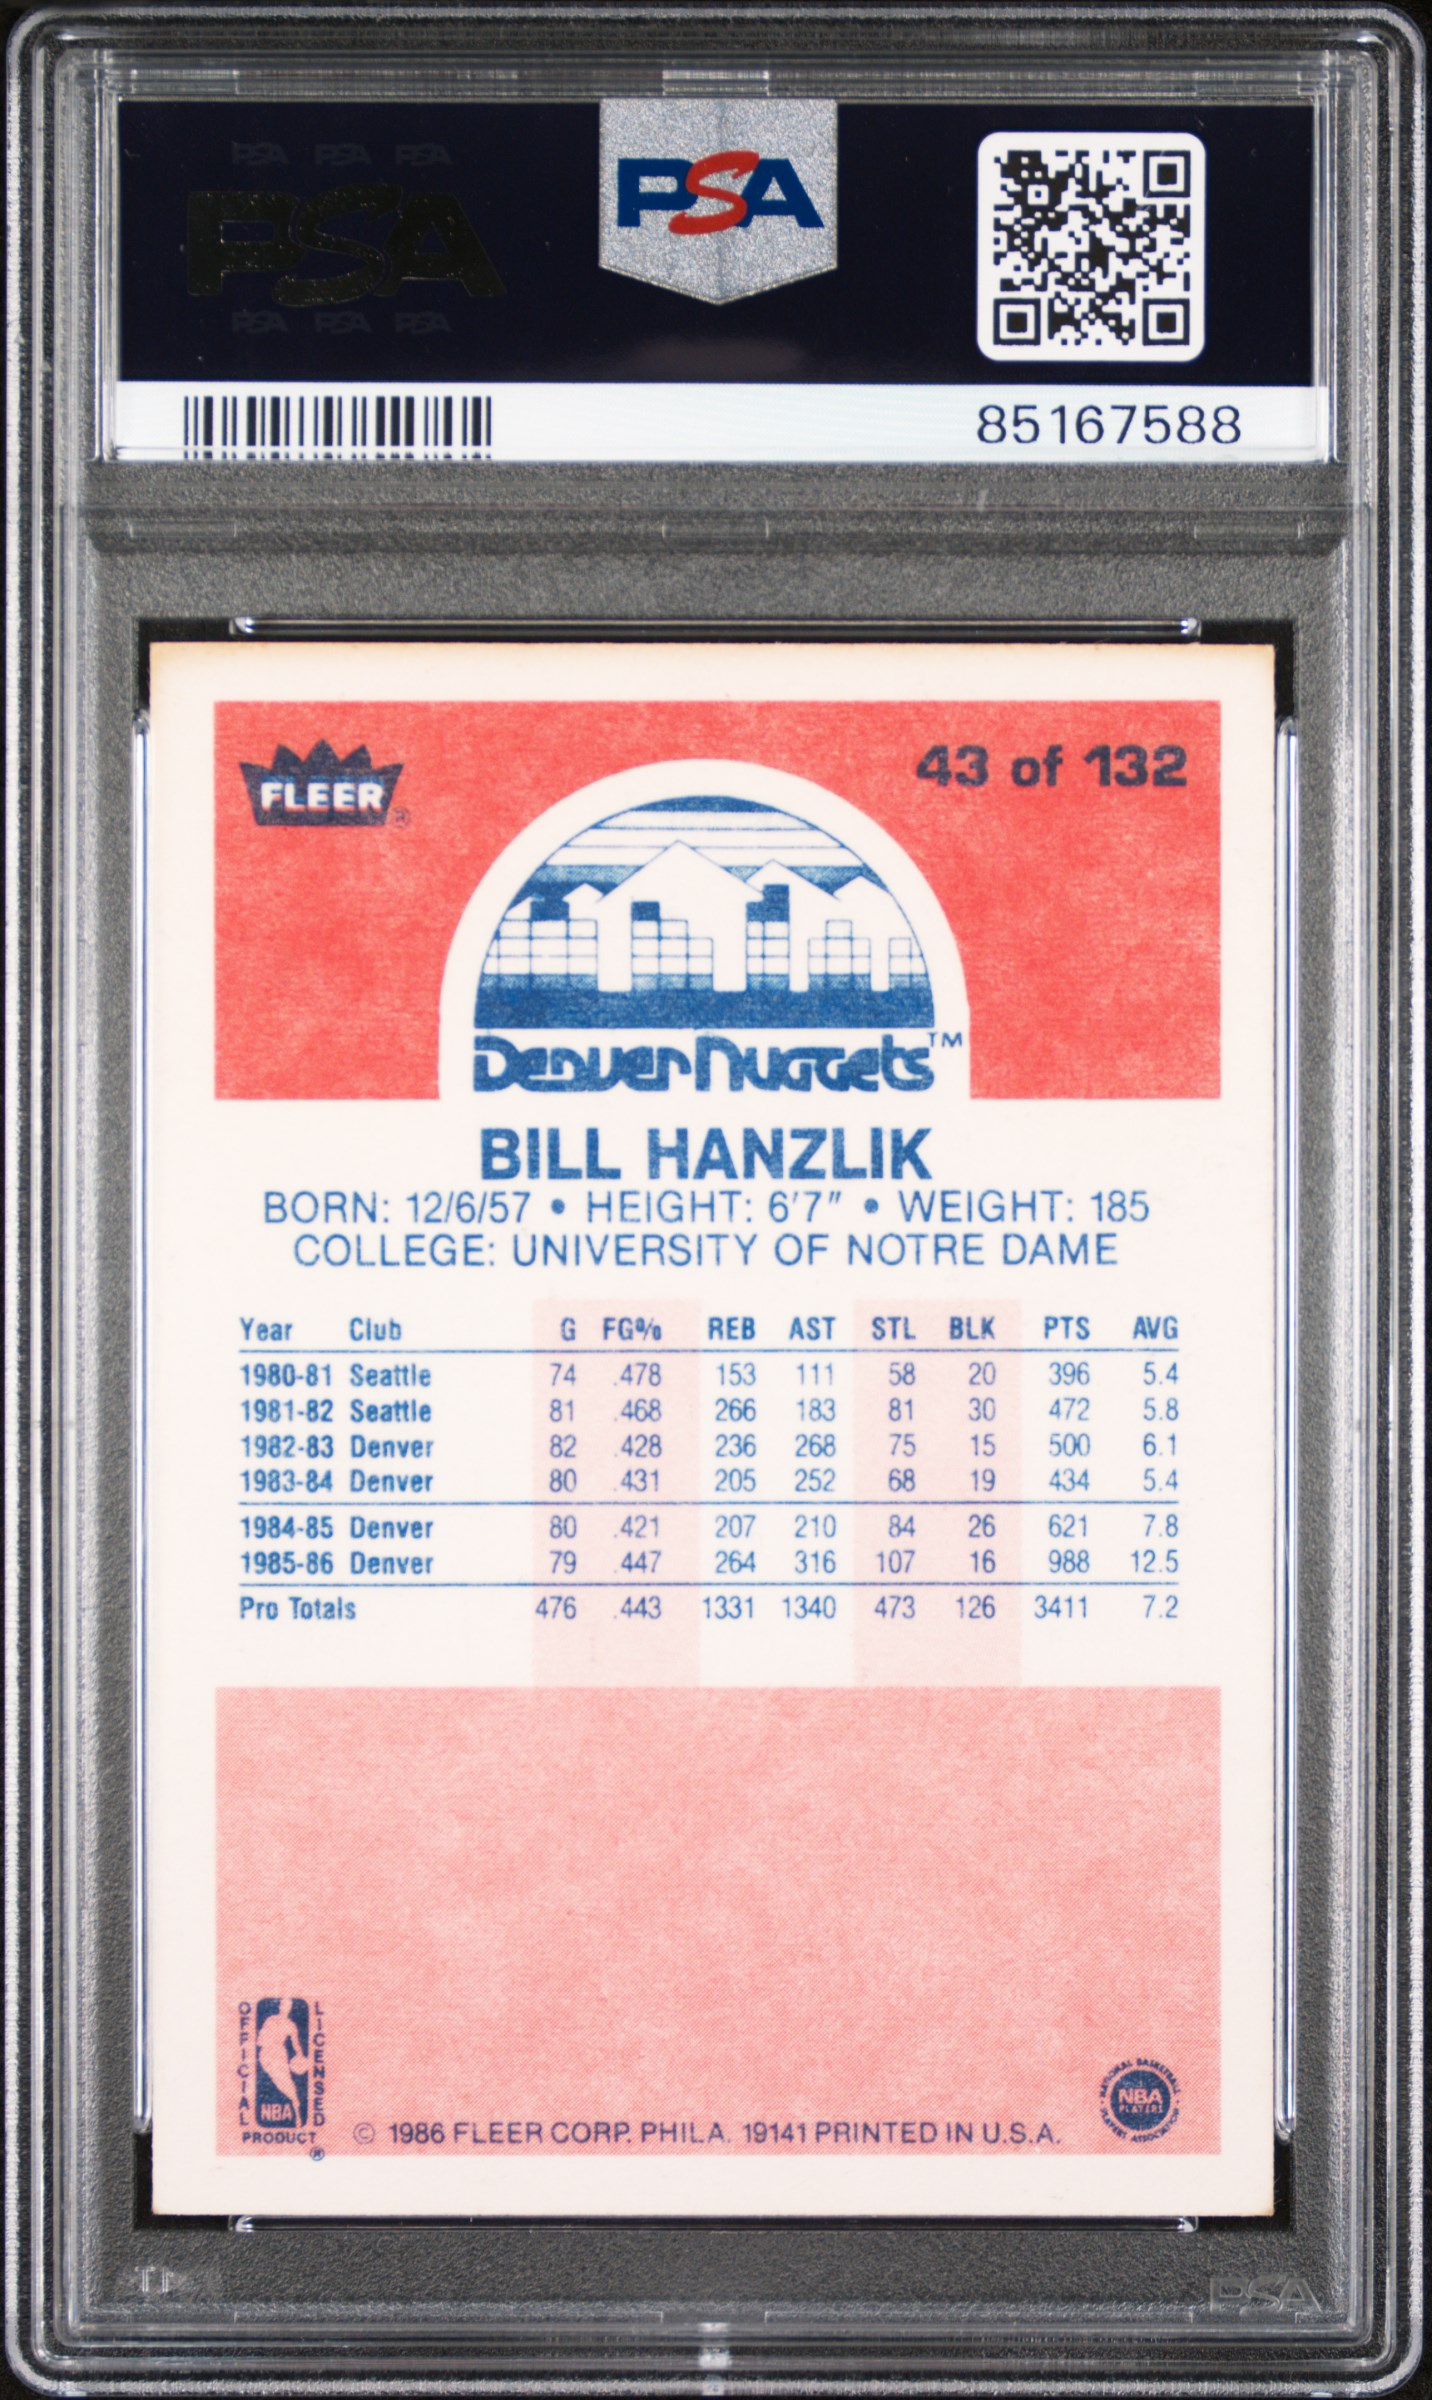 PSA PSA PSA
PSA
PSA PSA PSA
PSA
85167588
FLEER®
43 of 132
Denver Nuggets™
BILL HANZLIK
BORN: 12/6/57 • HEIGHT: 6'7" • WEIGHT: 185
COLLEGE: UNIVERSITY OF NOTRE DAME
Year Club G FG% REB AST STL BLK PTS AVG
1980-81 Seattle 74 .478 153 111 58 20 396 5.4
1981-82 Seattle 81 .468 266 183 81 30 472 5.8
1982-83 Denver 82 .428 236 268 75 15 500 6.1
1983-84 Denver 80 .431 205 252 68 19 434 5.4
1984-85 Denver 80 .421 207 210 84 26 621 7.8
1985-86 Denver 79 .447 264 316 107 16 988 12.5
Pro Totals 476 .443 1331 1340 473 126 3411 7.2
OFFICIAL LICENSED
NBA
PRODUCT ®
© 1986 FLEER CORP. PHILA. 19141 PRINTED IN U.S.A.
NATIONAL BASKETBALL
NBA
PLAYERS
PLAYERS ASSOCIATION
PSA